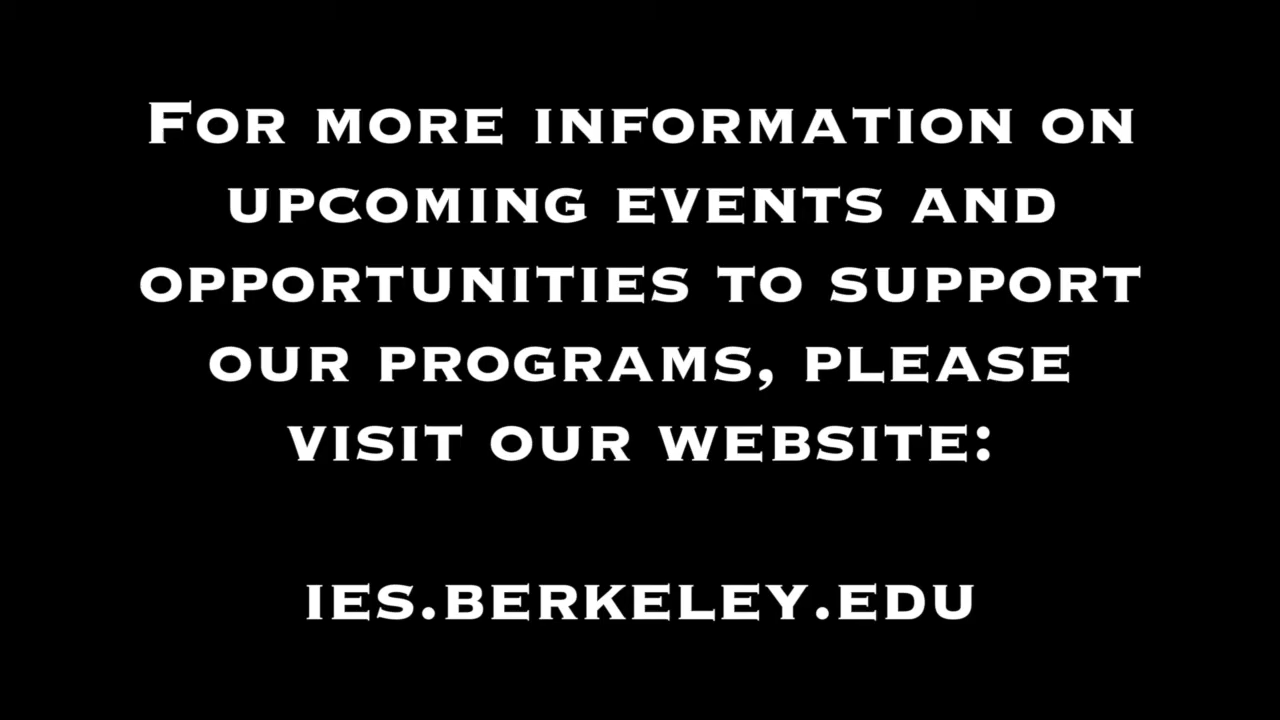 For more information on
upcoming events and
opportunities to support
our programs, please
visit our website:
ies.berkeley.edu